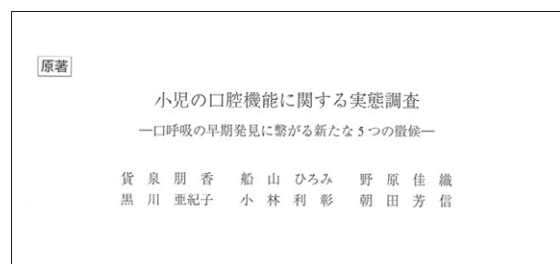 原著
小児の口腔機能に関する実態調査
―口呼吸の早期発見に繫がる新たな5つの徴候―
貨泉朋香 船山ひろみ 野原佳織
黒川亜紀子 小林利彰 朝田芳信